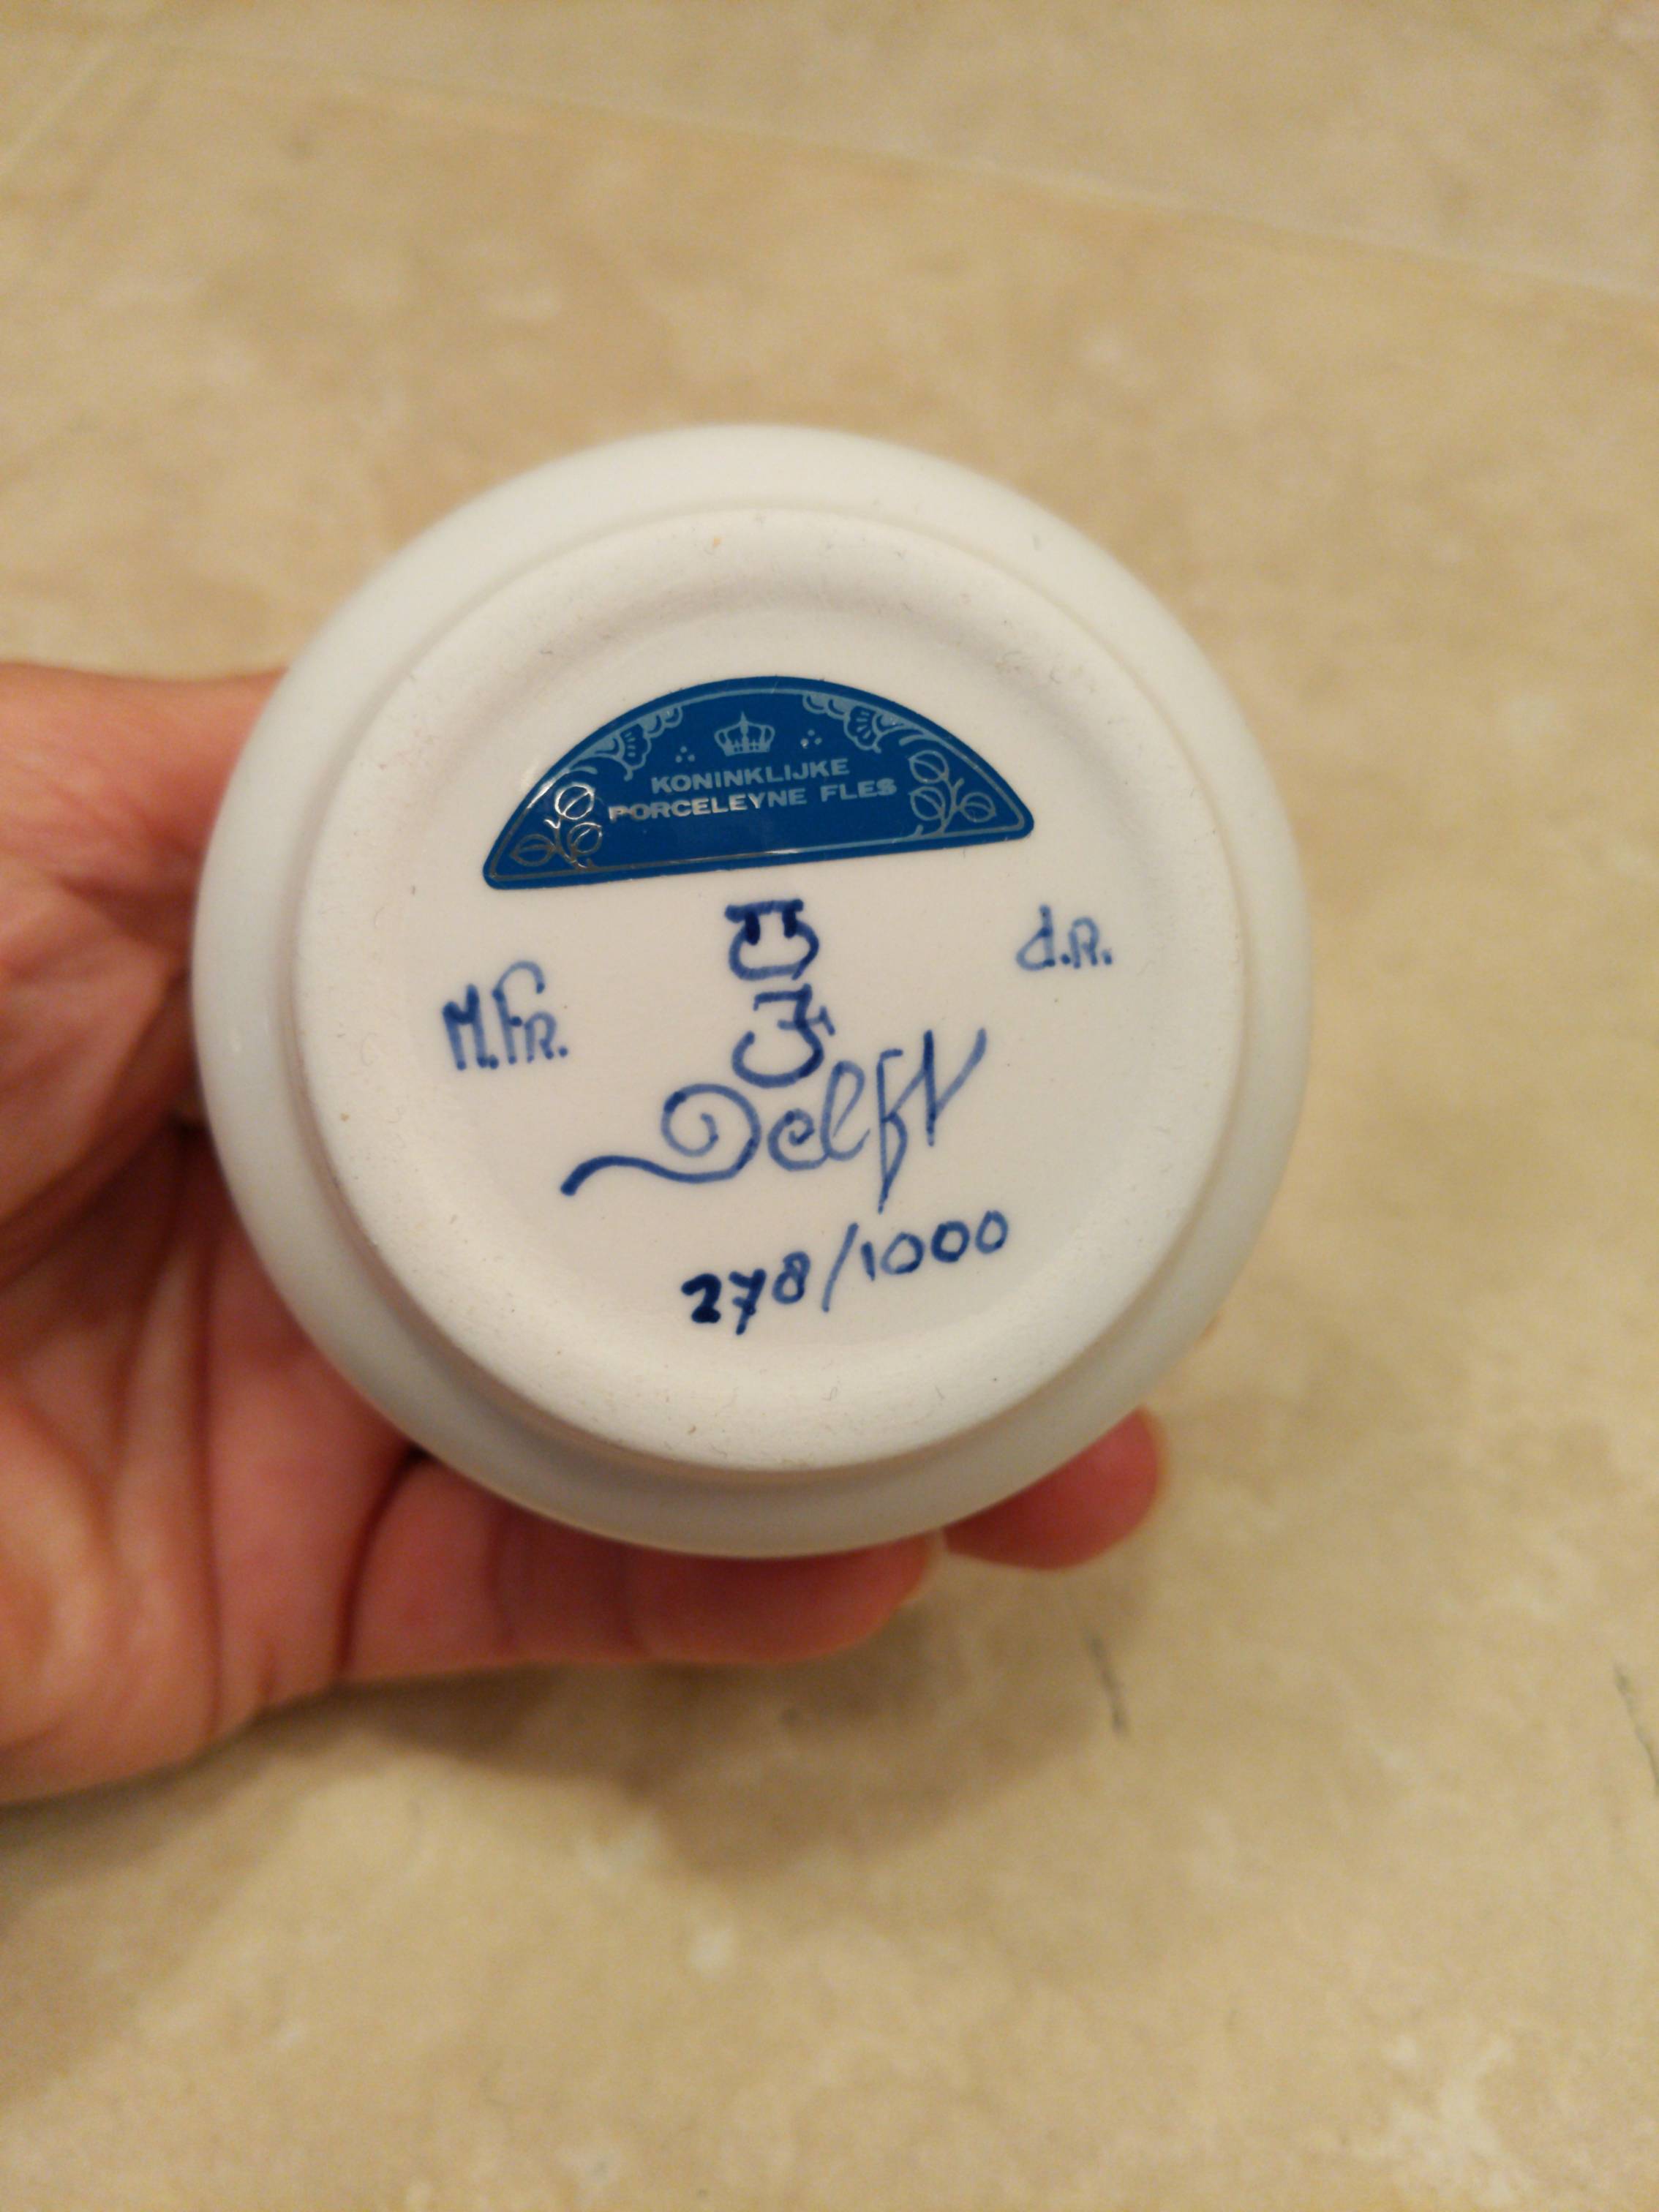 KONINKLIJKE
PORCELEYNE FLES
M.Fr.
d.R.
Delft
278/1000